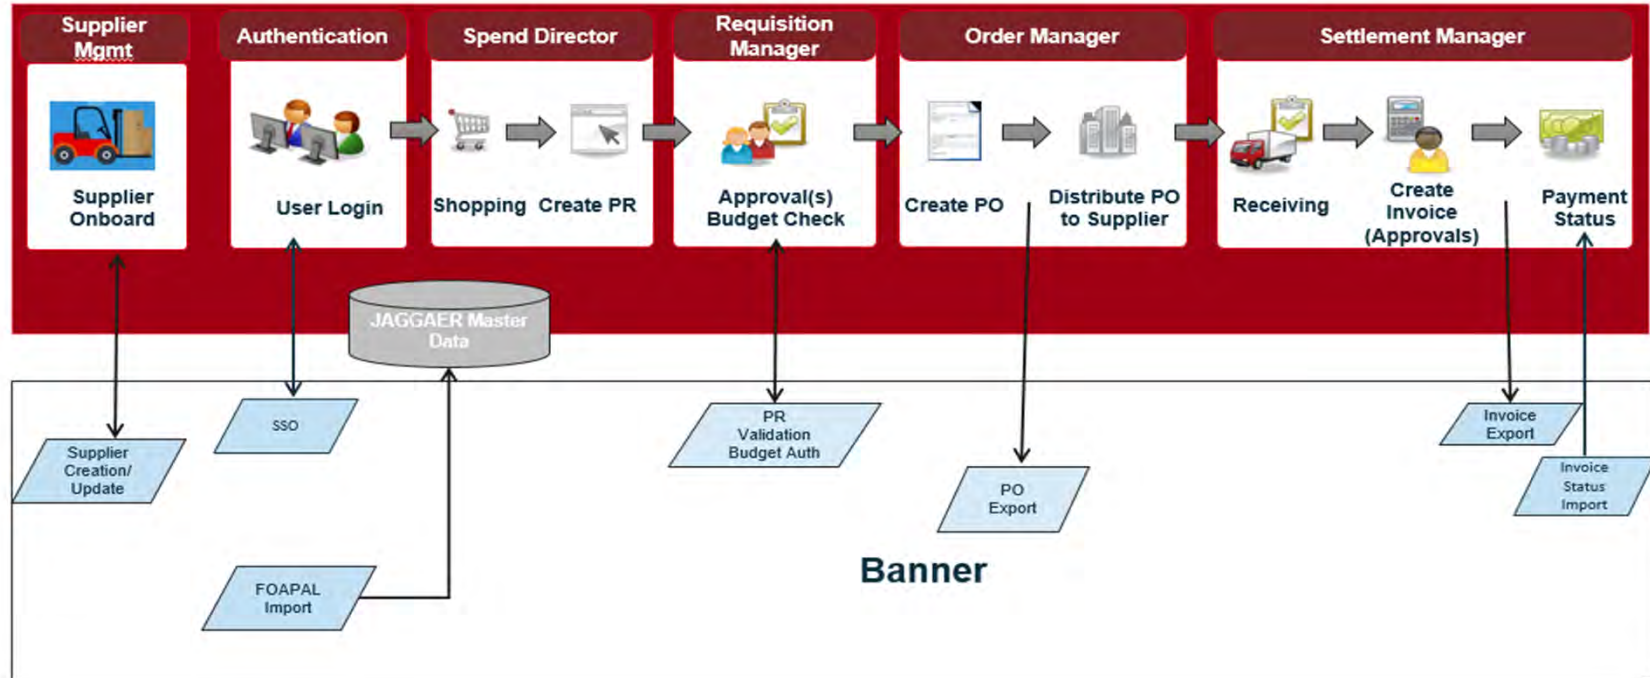 Supplier
Mgmt
Authentication
Spend Director
Requisition
Manager
Order Manager
Settlement Manager
Supplier
Onboard
User Login
Shopping
Create PR
Approval(s)
Budget Check
Create PO
Distribute PO
to Supplier
Receiving
Create
Invoice
(Approvals)
Payment
Status
JAGGAER Master
Data
Supplier
Creation/
Update
SSO
PR
Validation
Budget Auth
PO
Export
Invoice
Export
Invoice
Status
Import
FOAPAL
Import
Banner